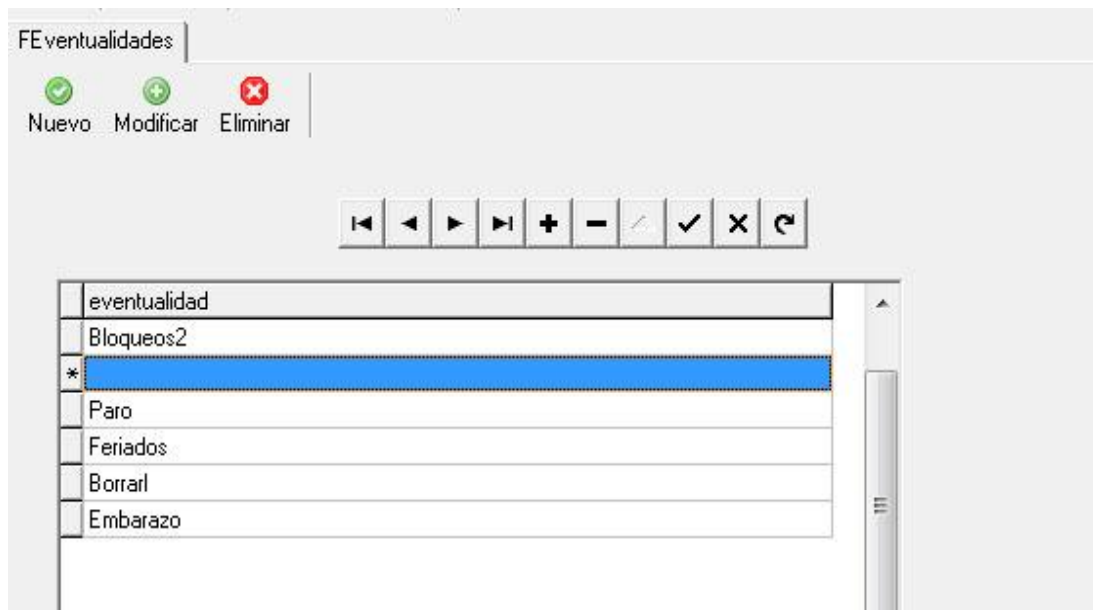 FEventualidades
Nuevo Modificar Eliminar
eventualidad
Bloqueos2
*
Paro
Feriados
Borrarl
Embarazo